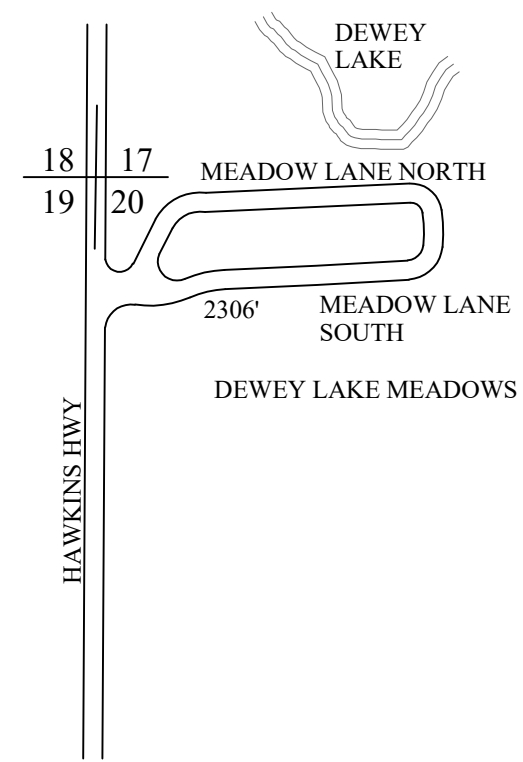 DEWEY
LAKE
18 17
19 20
MEADOW LANE NORTH
2306'
MEADOW LANE
SOUTH
DEWEY LAKE MEADOWS
HAWKINS HWY